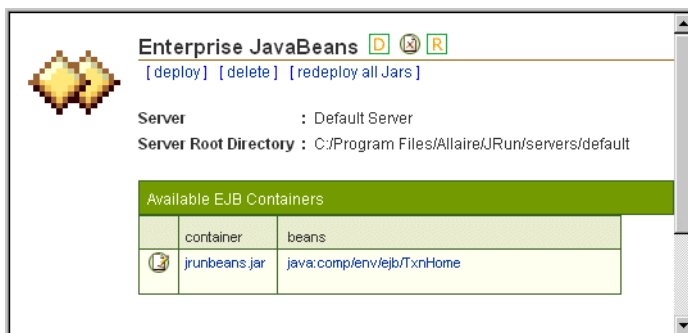 Enterprise JavaBeans D R
[ deploy ] [ delete ] [ redeploy all Jars ]
Server : Default Server
Server Root Directory : C:/Program Files/Allaire/JRun/servers/default
Available EJB Containers
container beans
jrunbeans.jar java:comp/env/ejb/TxnHome